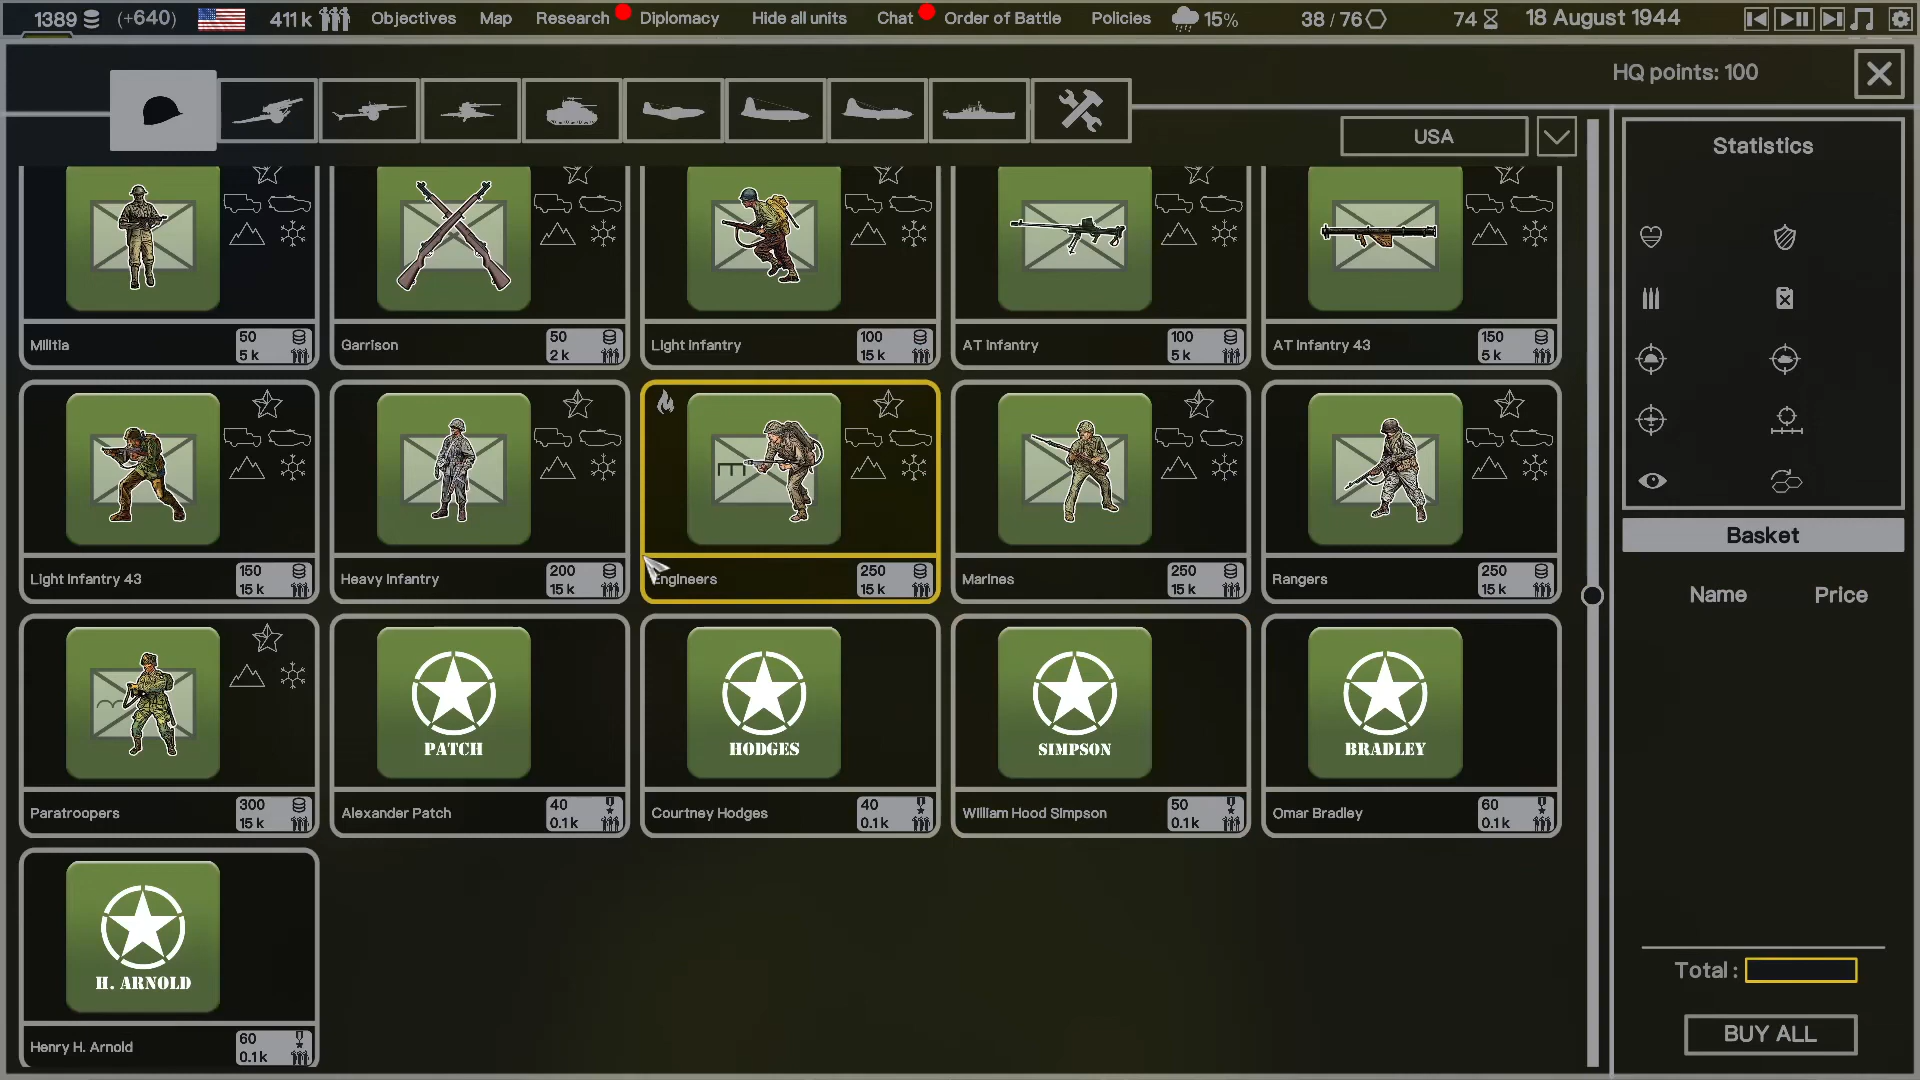 1389 (+640) 411 k Objectives Map Research Diplomacy Hide all units Chat Order of Battle Policies 15% 38 / 76 74 18 August 1944
HQ points: 100
USA
Statistics
Militia 50 5 k
Garrison 50 2 k
Light Infantry 100 15 k
AT Infantry 100 5 k
AT Infantry 43 150 5 k
Light Infantry 43 150 15 k
Heavy Infantry 200 15 k
Engineers 250 15 k
Marines 250 15 k
Rangers 250 15 k
PATCH
HODGES
SIMPSON
BRADLEY
Paratroopers 300 15 k
Alexander Patch 40 0.1 k
Courtney Hodges 40 0.1 k
William Hood Simpson 50 0.1 k
Omar Bradley 60 0.1 k
H. ARNOLD
Henry H. Arnold 60 0.1 k
Basket
Name Price
Total :
BUY ALL